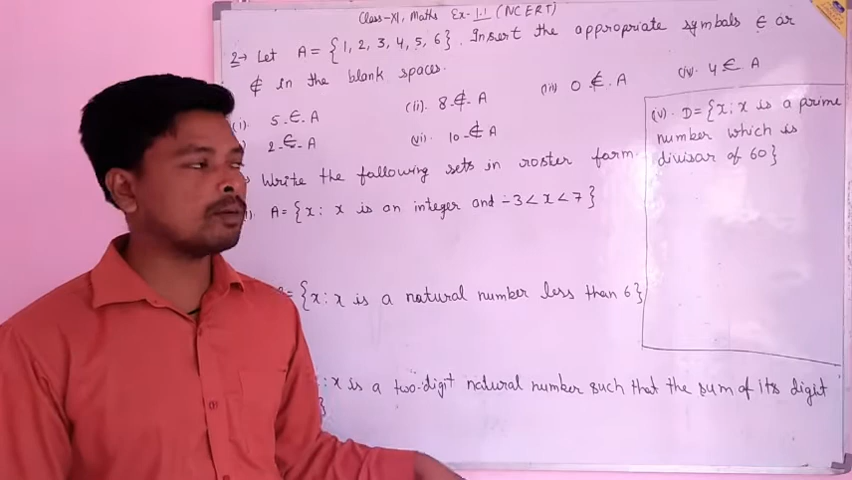 Class-XI, Maths Ex-1.1 (NCERT)
2→ Let A = {1, 2, 3, 4, 5, 6}. Insert the appropriate symbols ∈ or
∉ in the blank spaces.
(i). 5 ∈ A (ii). 8 ∉ A (iii) 0 ∉ A (iv). 4 ∈ A
2 ∈ A (vi). 10 ∉ A
Write the following sets in roster form.
A = {x : x is an integer and -3 < x < 7}
= {x : x is a natural number less than 6}
: x is a two-digit natural number such that the sum of its digit
}
(v). D = {x : x is a prime
number which is
divisor of 60}